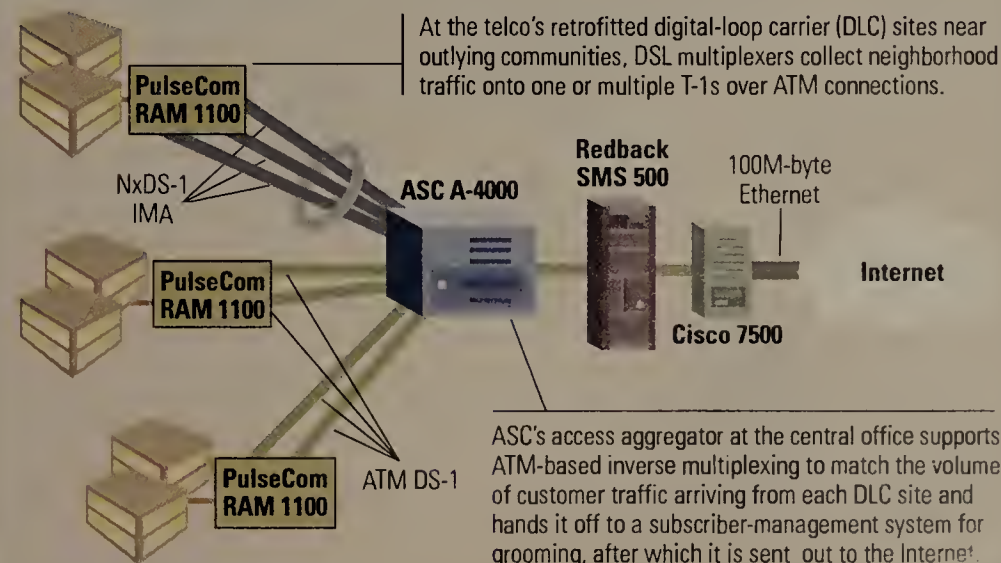 At the telco's retrofitted digital-loop carrier (DLC) sites near
outlying communities, DSL multiplexers collect neighborhood
traffic onto one or multiple T-1s over ATM connections.
PulseCom
RAM 1100
NxDS-1
IMA
ASC A-4000
Redback
SMS 500
100M-byte
Ethernet
Internet
Cisco 7500
PulseCom
RAM 1100
PulseCom
RAM 1100
ATM DS-1
ASC's access aggregator at the central office supports
ATM-based inverse multiplexing to match the volume
of customer traffic arriving from each DLC site and
hands it off to a subscriber-management system for
grooming, after which it is sent out to the Internet.